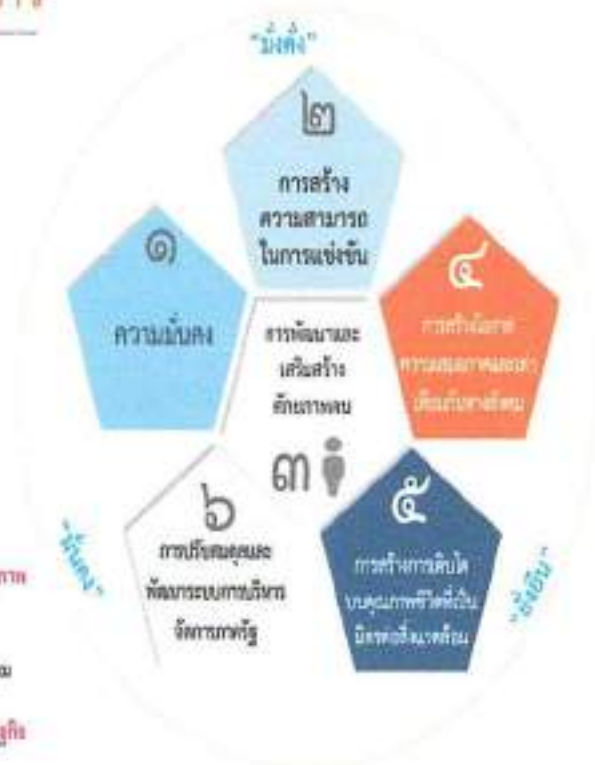 "มั่งคั่ง"
๒
การสร้าง
ความสามารถ
ในการแข่งขัน
๑
ความมั่นคง
๔
การสร้างโอกาส
ความเสมอภาคและเท่า
เทียมกันทางสังคม
การพัฒนาและ
เสริมสร้าง
ศักยภาพคน
๓
๖
การปรับสมดุลและ
พัฒนาระบบการบริหาร
จัดการภาครัฐ
๕
การสร้างการเติบโต
บนคุณภาพชีวิตที่เป็น
มิตรต่อสิ่งแวดล้อม
"มั่นคง"
"ยั่งยืน"